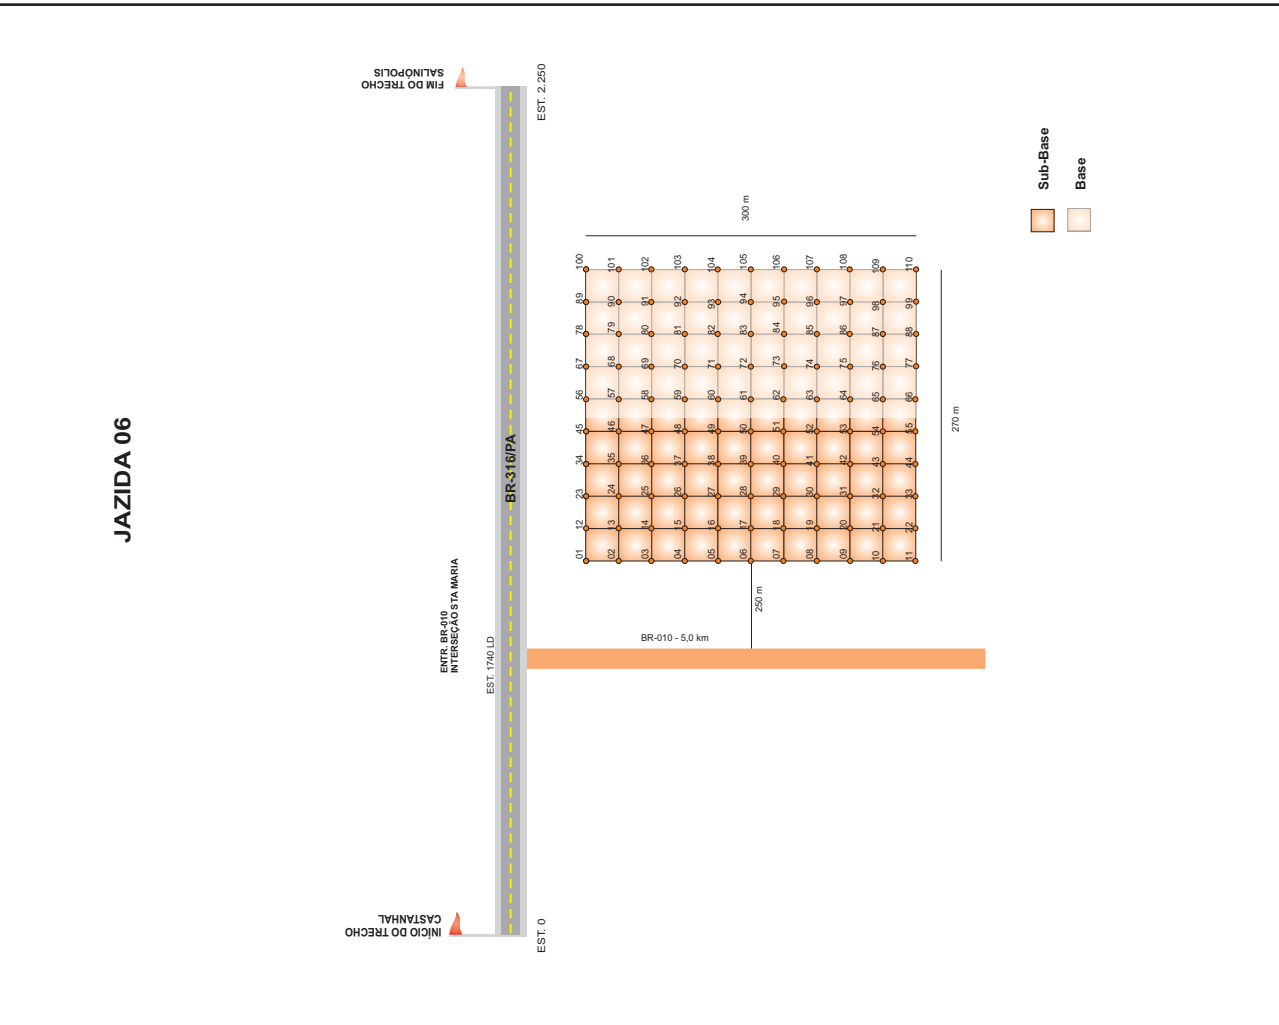 JAZIDA 06
FIM DO TRECHO
SALINÓPOLIS
EST. 2.250
BR-316/PA
ENTR. BR-010
INTERSEÇÃO STA MARIA
EST. 1740 LD
INÍCIO DO TRECHO
CASTANHAL
EST. 0
BR-010 - 5,0 km
250 m
300 m
270 m
Sub-Base
Base
100 101 102 103 104 105 106 107 108 109 110
89 90 91 92 93 94 95 96 97 98 99
78 79 80 81 82 83 84 85 86 87 88
67 68 69 70 71 72 73 74 75 76 77
56 57 58 59 60 61 62 63 64 65 66
45 46 47 48 49 50 51 52 53 54 55
34 35 36 37 38 39 40 41 42 43 44
23 24 25 26 27 28 29 30 31 32 33
12 13 14 15 16 17 18 19 20 21 22
01 02 03 04 05 06 07 08 09 10 11